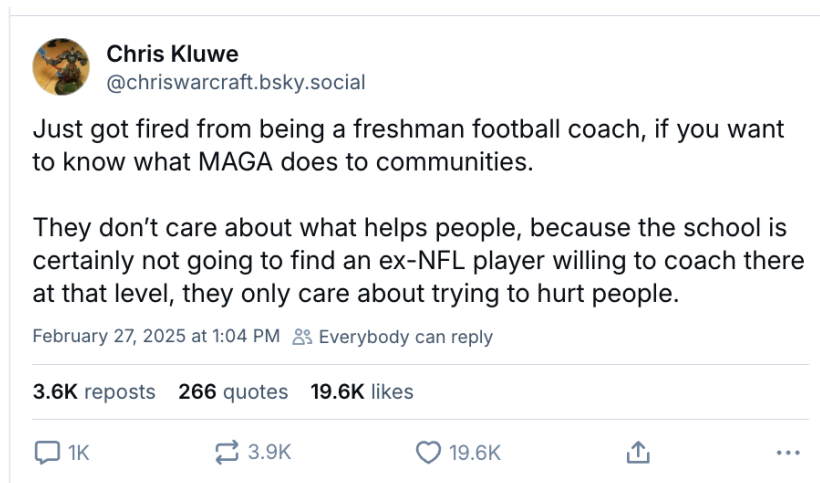 Chris Kluwe
@chriswarcraft.bsky.social
Just got fired from being a freshman football coach, if you want
to know what MAGA does to communities.
They don’t care about what helps people, because the school is
certainly not going to find an ex-NFL player willing to coach there
at that level, they only care about trying to hurt people.
February 27, 2025 at 1:04 PM Everybody can reply
3.6K reposts 266 quotes 19.6K likes
1K 3.9K 19.6K